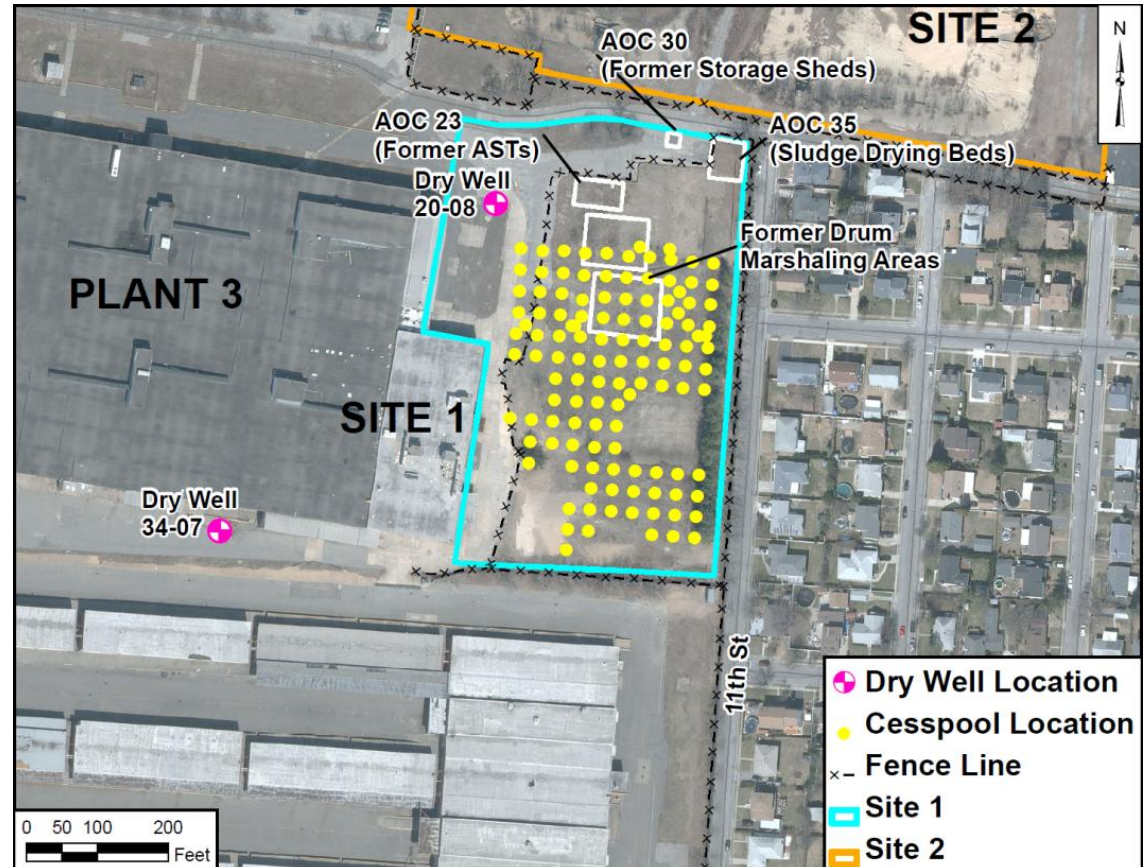 SITE 2
N
AOC 30
(Former Storage Sheds)
AOC 23
(Former ASTs)
AOC 35
(Sludge Drying Beds)
Dry Well
20-08
Former Drum
Marshaling Areas
PLANT 3
SITE 1
Dry Well
34-07
11th St
Dry Well Location
Cesspool Location
Fence Line
Site 1
Site 2
0 50 100 200
Feet